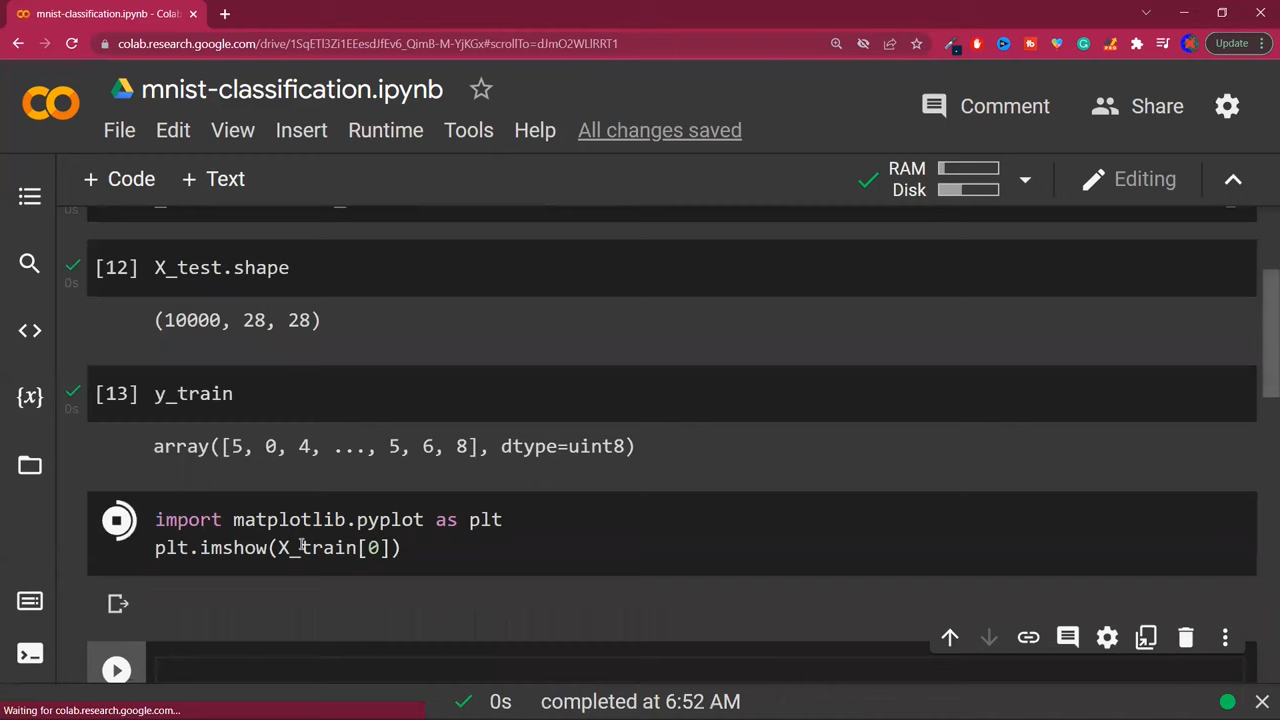 mnist-classification.ipynb - Colab
colab.research.google.com/drive/1SqETl3Zi1EEesdJfEv6_QimB-M-YjKGx#scrollTo=dJmO2WLlRRT1
Update
mnist-classification.ipynb
Comment
Share
File Edit View Insert Runtime Tools Help All changes saved
+ Code + Text
RAM
Disk
Editing
0s
[12] X_test.shape
0s
(10000, 28, 28)
[13] y_train
0s
array([5, 0, 4, ..., 5, 6, 8], dtype=uint8)
import matplotlib.pyplot as plt
plt.imshow(X_train[0])
{x}
0s completed at 6:52 AM
Waiting for colab.research.google.com...